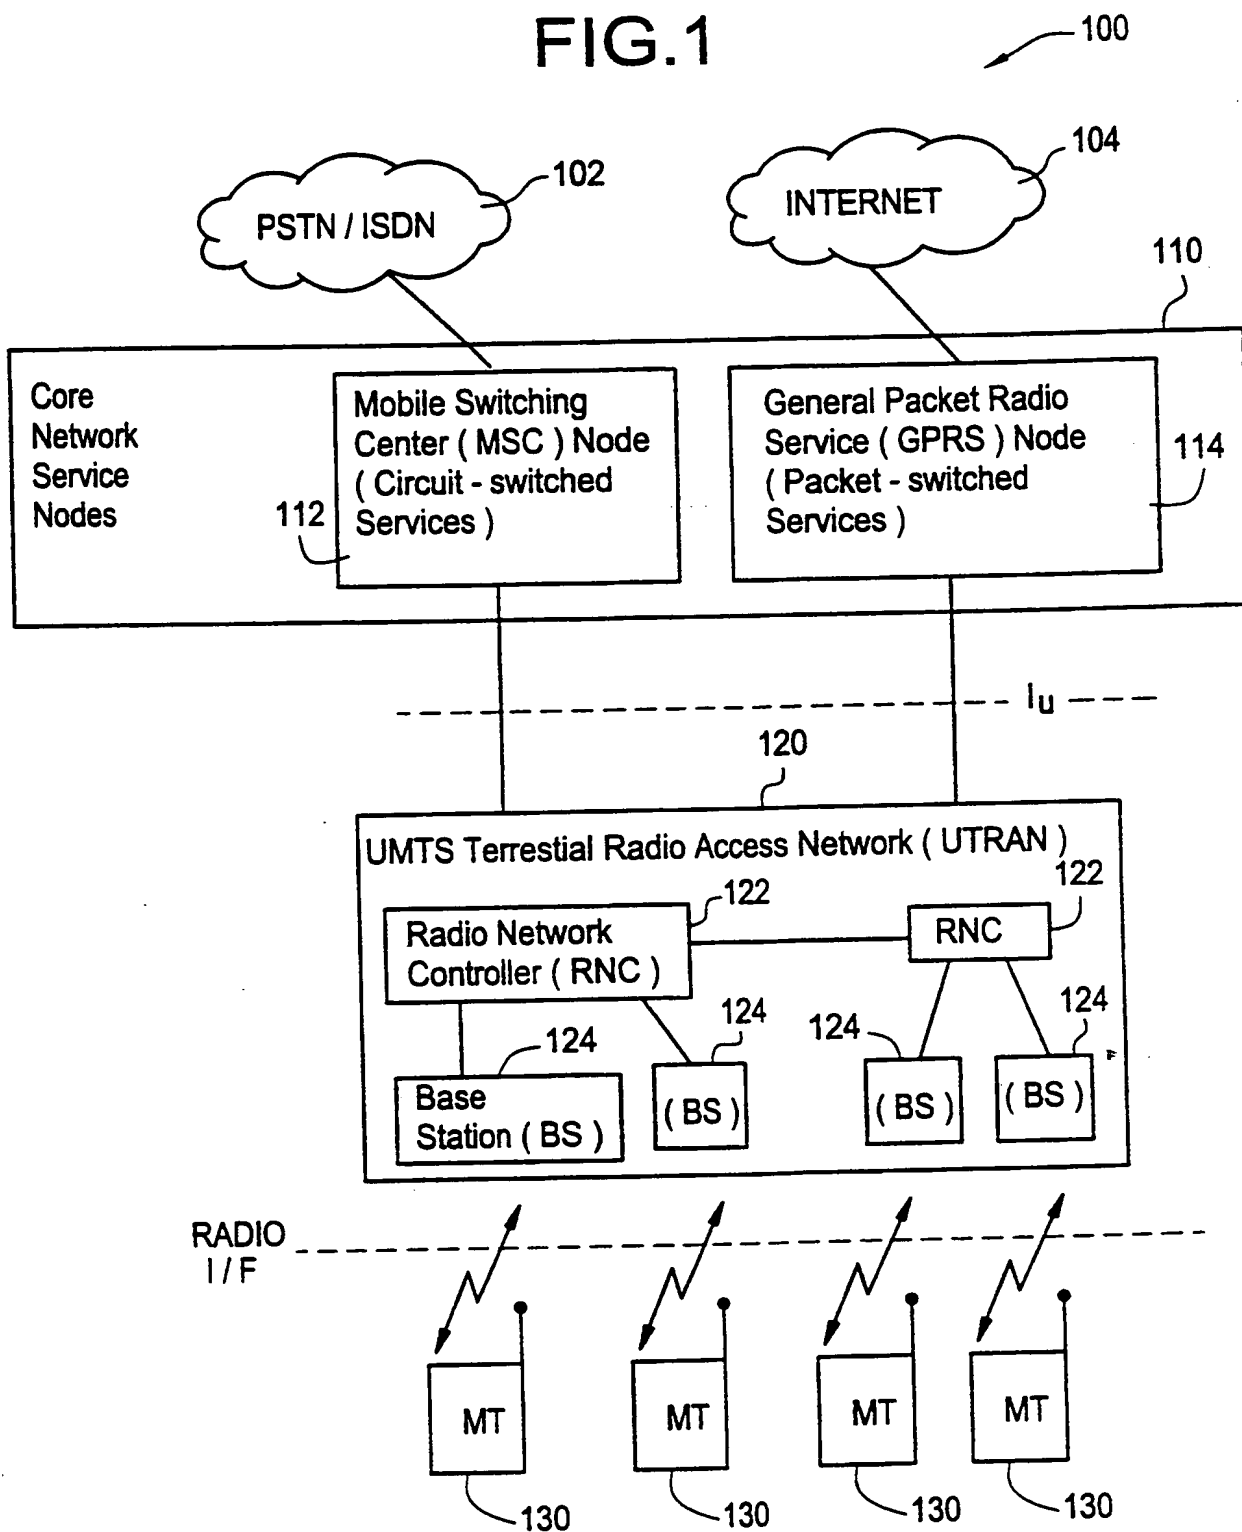 FIG.1
100
102
104
PSTN / ISDN
INTERNET
110
Core
Network
Service
Nodes
Mobile Switching
Center ( MSC ) Node
( Circuit - switched
Services )
112
General Packet Radio
Service ( GPRS ) Node
( Packet - switched
Services )
114
Iu
120
UMTS Terrestial Radio Access Network ( UTRAN )
122
122
Radio Network
Controller ( RNC )
RNC
124
124
124
124
Base
Station ( BS )
( BS )
( BS )
( BS )
RADIO
I / F
MT
MT
MT
MT
130
130
130
130